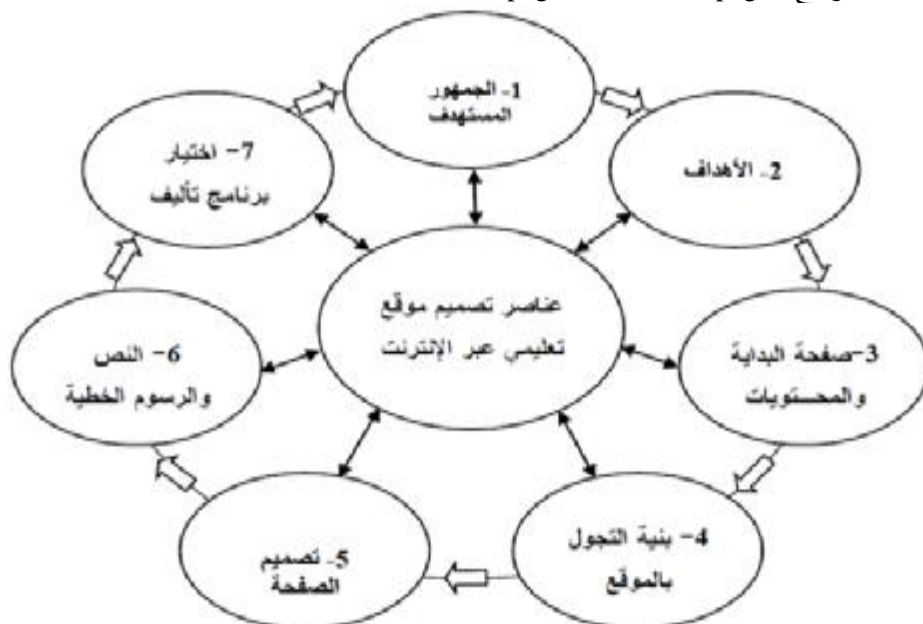 1- الجمهور
المستهدف
2- الأهداف
3-صفحة البداية
والمحتويات
4- بنية التجول
بالموقع
5- تصميم
الصفحة
6- النص
والرسوم الخطية
7- اختيار
برنامج تأليف
عناصر تصميم موقع
تعليمي عبر الإنترنت